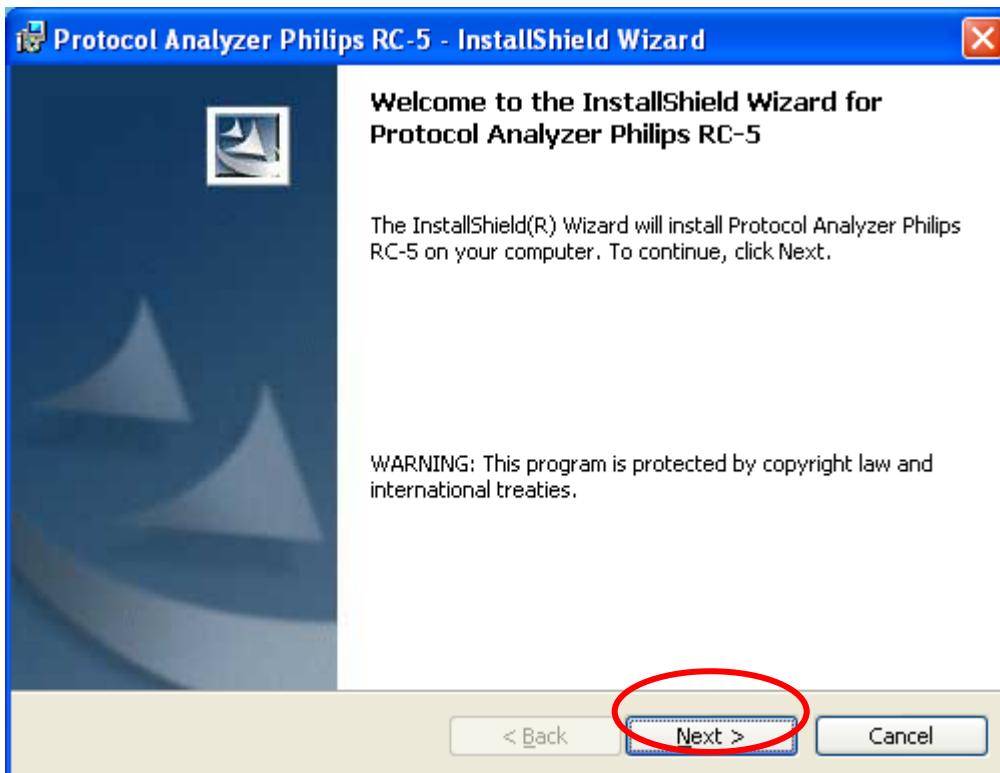 Protocol Analyzer Philips RC-5 - InstallShield Wizard
Welcome to the InstallShield Wizard for
Protocol Analyzer Philips RC-5
The InstallShield(R) Wizard will install Protocol Analyzer Philips
RC-5 on your computer. To continue, click Next.
WARNING: This program is protected by copyright law and
international treaties.
< Back Next > Cancel